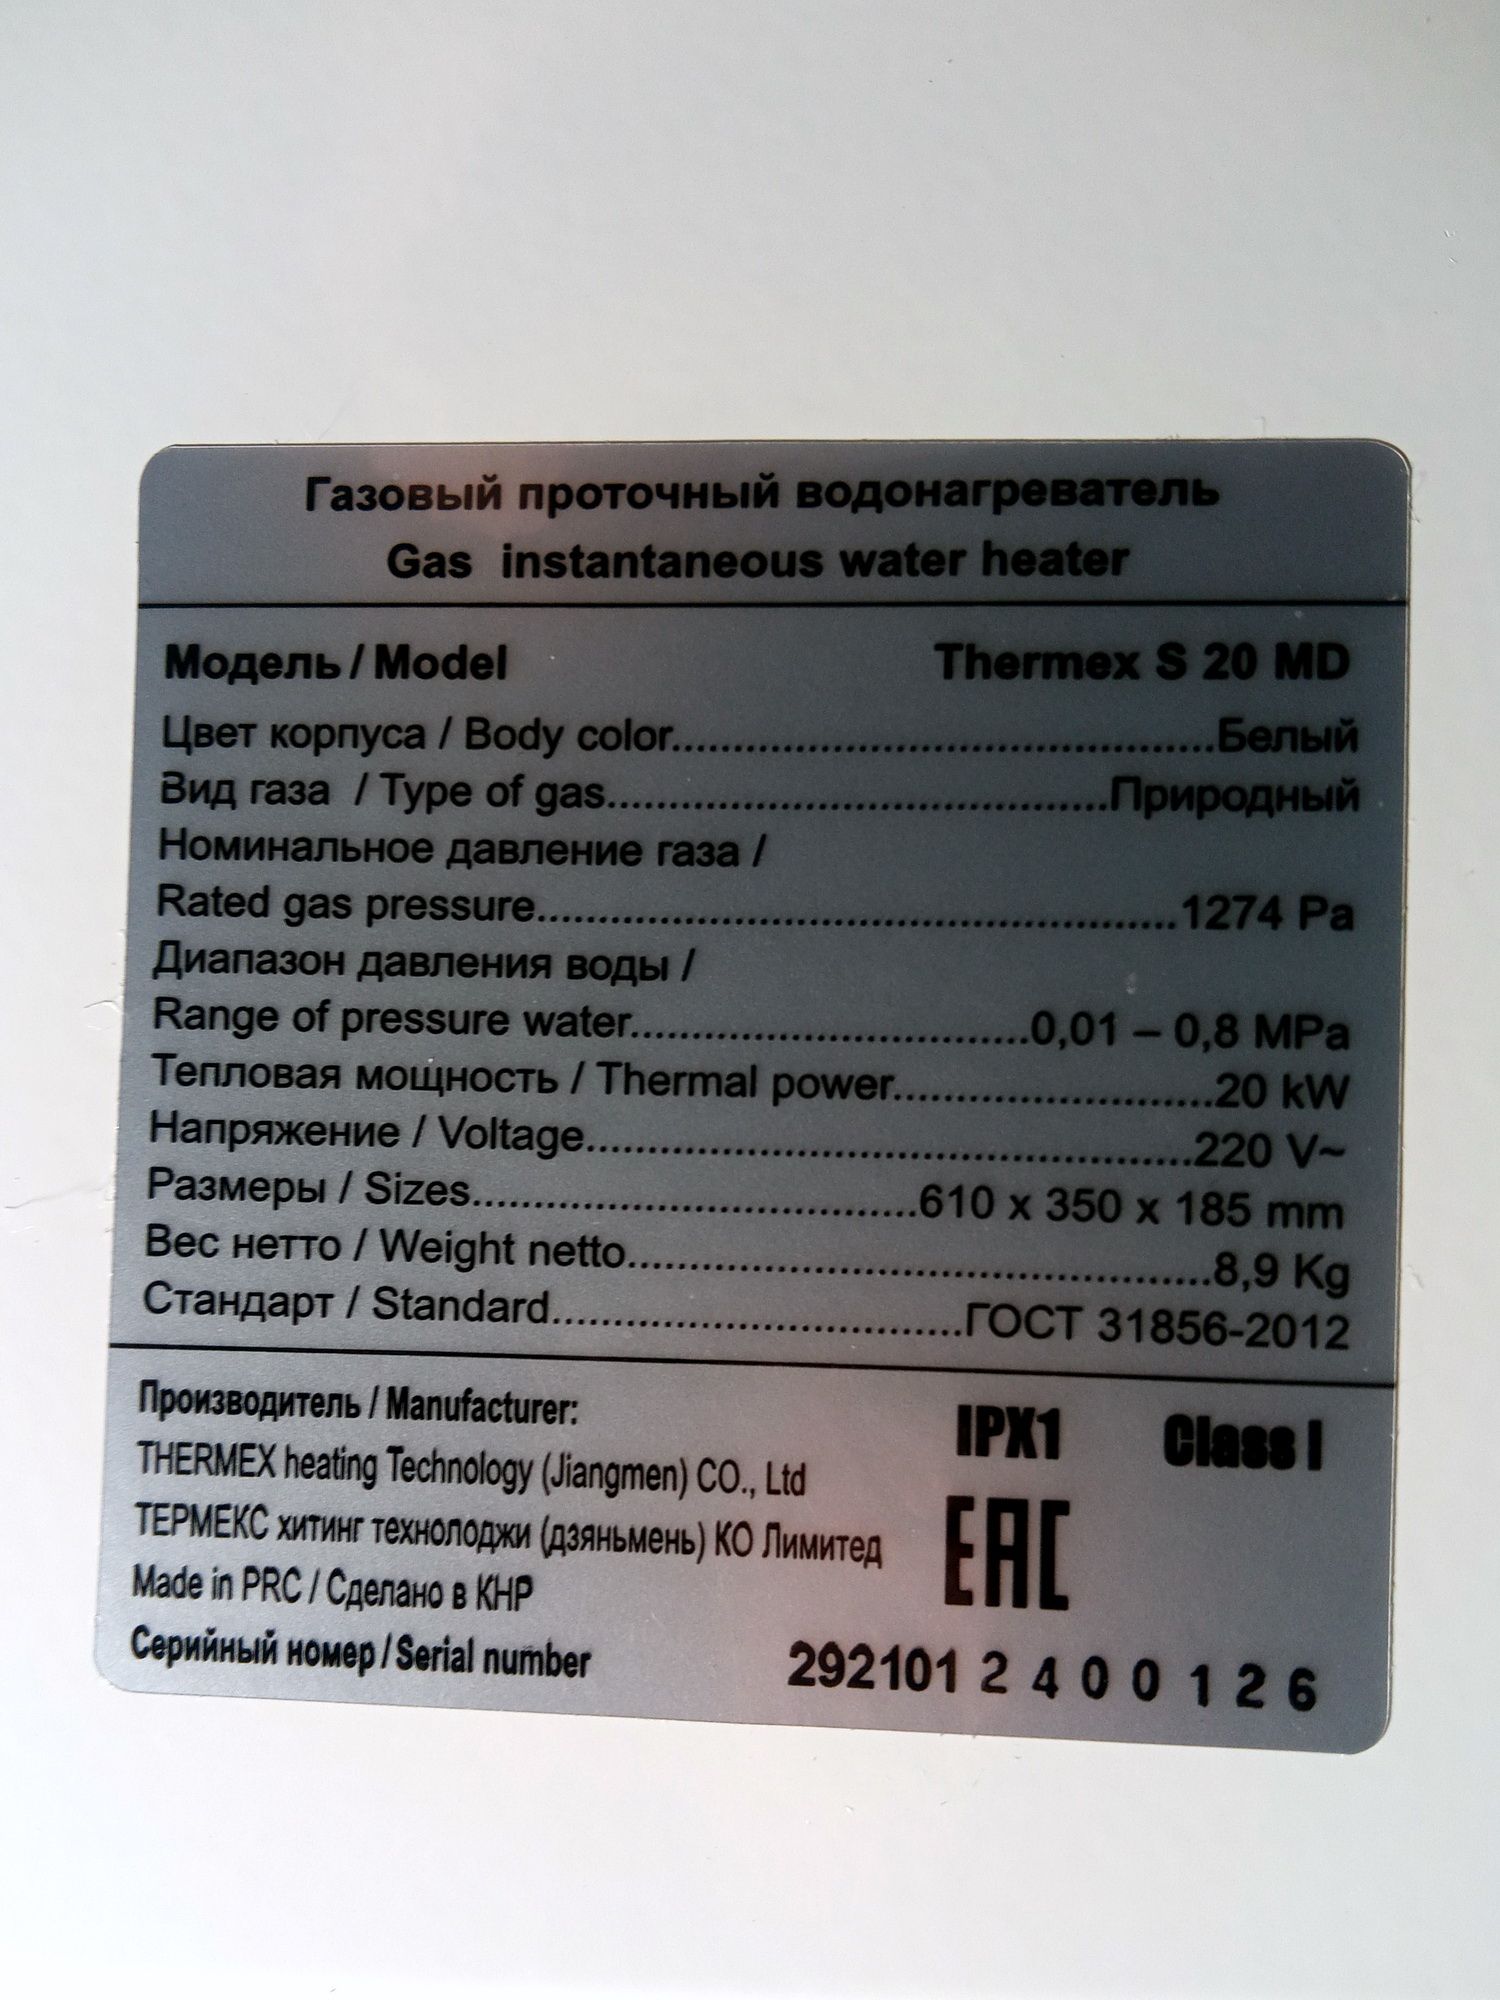 Газовый проточный водонагреватель
Gas instantaneous water heater
Модель / Model Thermex S 20 MD
Цвет корпуса / Body color..........................................Белый
Вид газа / Type of gas........................................Природный
Номинальное давление газа /
Rated gas pressure...................................................1274 Pa
Диапазон давления воды /
Range of pressure water................................0,01 – 0,8 MPa
Тепловая мощность / Thermal power..........................20 kW
Напряжение / Voltage.................................................220 V~
Размеры / Sizes....................................610 x 350 x 185 mm
Вес нетто / Weight netto...............................................8,9 Kg
Стандарт / Standard.................................ГОСТ 31856-2012
Производитель / Manufacturer:
THERMEX heating Technology (Jiangmen) CO., Ltd
ТЕРМЕКС хитинг технолоджи (дзяньмень) КО Лимитед
Made in PRC / Сделано в КНР
IPX1 Class I
EAC
Серийный номер / Serial number 292101 2 4 0 0 1 2 6